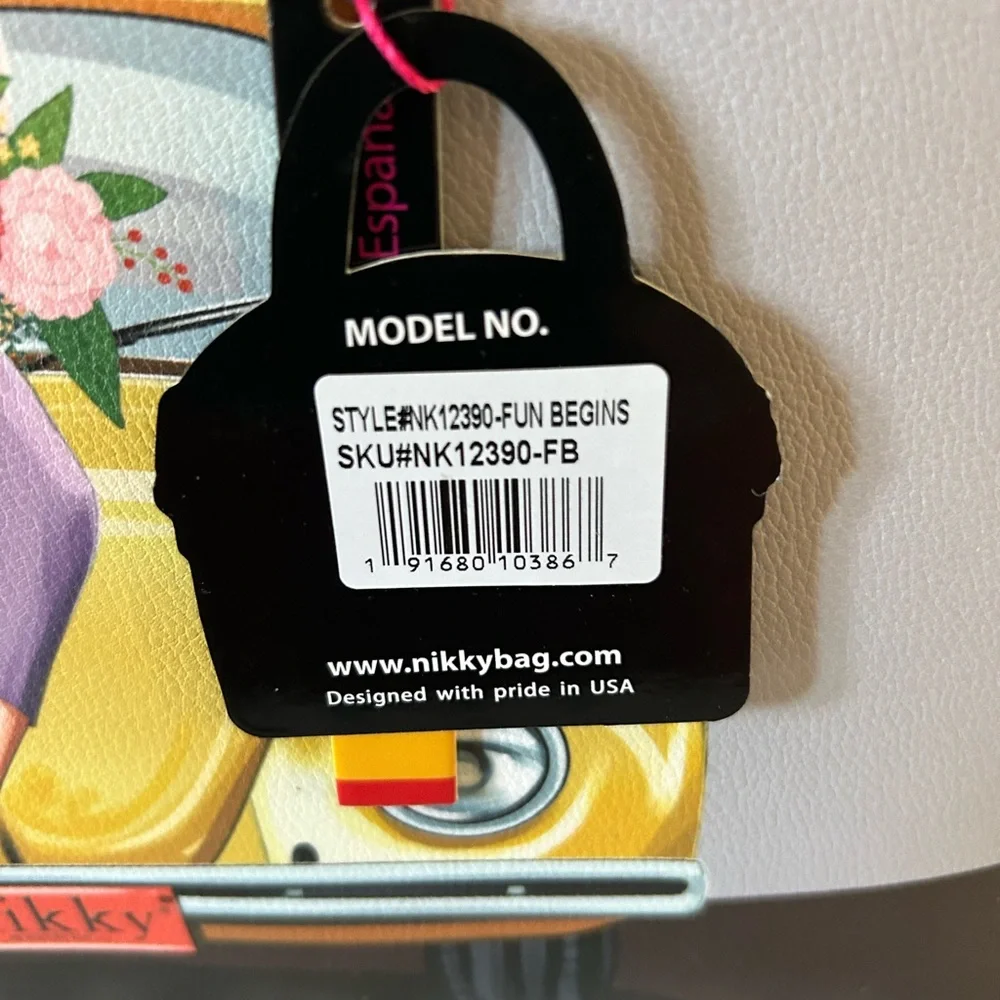 España
MODEL NO.
STYLE#NK12390-FUN BEGINS
SKU#NK12390-FB
1 91680 10386 7
www.nikkybag.com
Designed with pride in USA
ikky